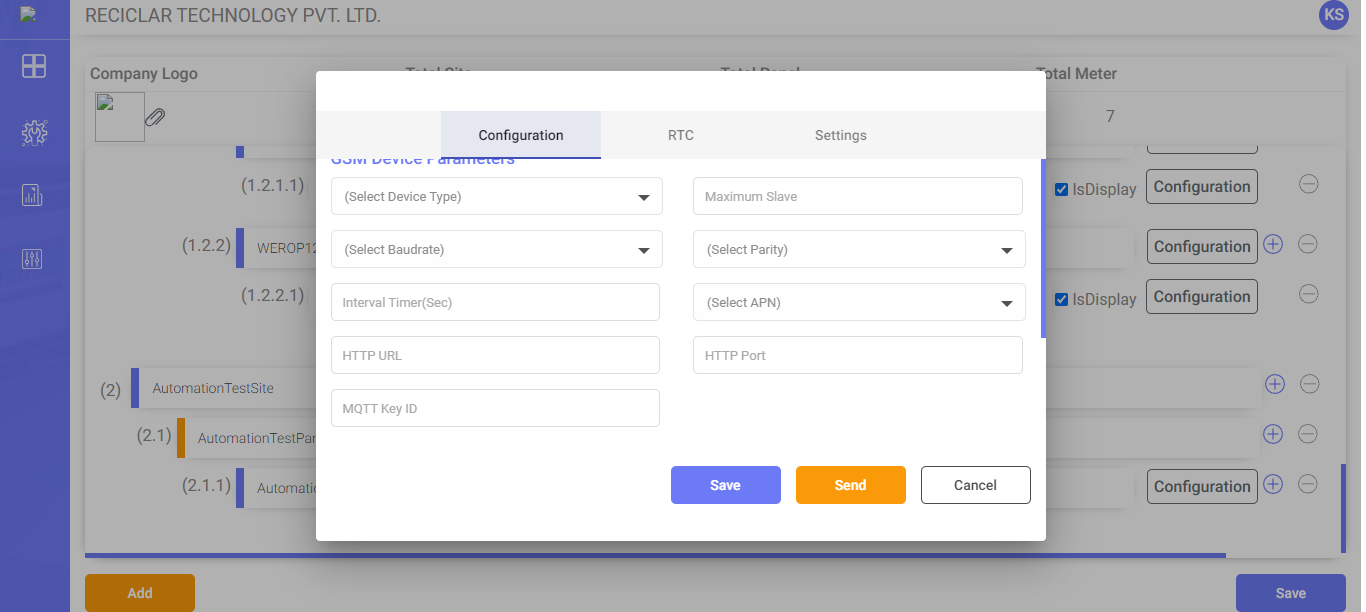 RECICLAR TECHNOLOGY PVT. LTD.
KS
Company Logo
Total Site
Total Panel
Total Meter
7
Configuration
RTC
Settings
GSM Device Parameters
(Select Device Type)
Maximum Slave
(Select Baudrate)
(Select Parity)
Interval Timer(Sec)
(Select APN)
HTTP URL
HTTP Port
MQTT Key ID
Save
Send
Cancel
(1.2.1.1)
IsDisplay
Configuration
(1.2.2)
WEROP12
Configuration
(1.2.2.1)
IsDisplay
Configuration
(2)
AutomationTestSite
(2.1)
AutomationTestPan
(2.1.1)
Automatio
Configuration
Add
Save